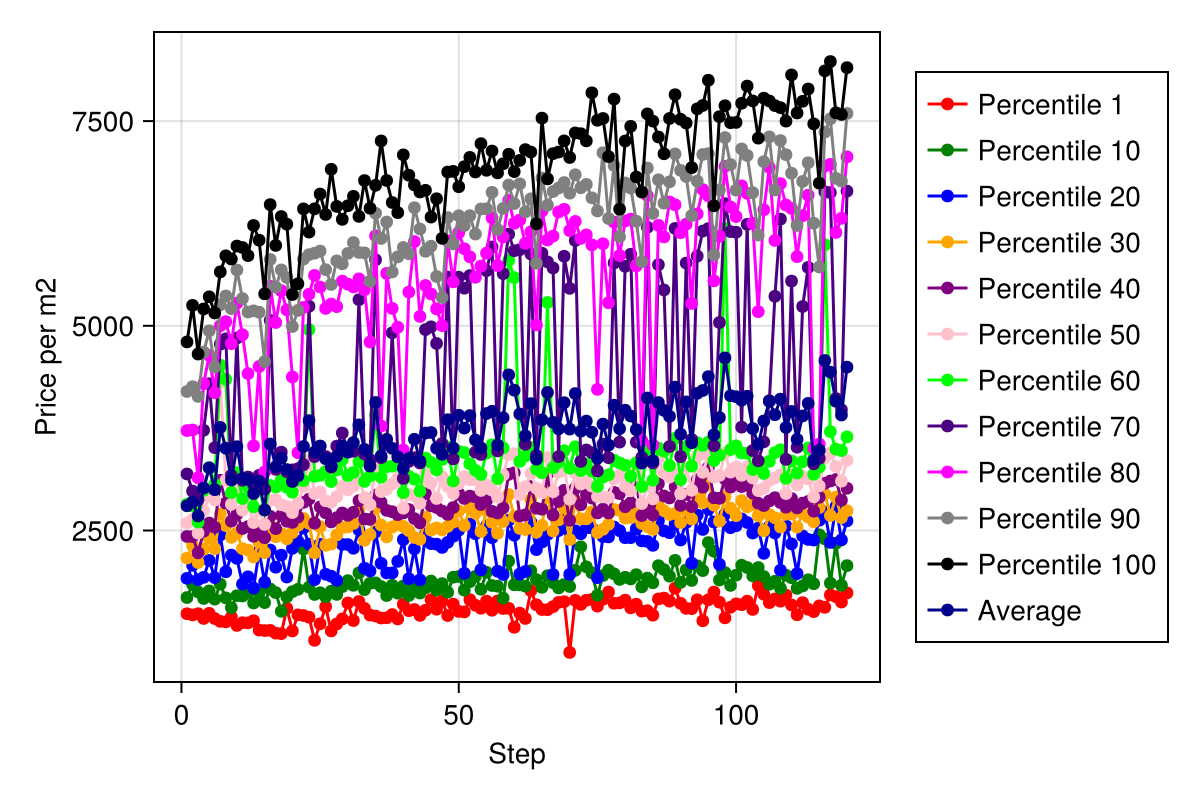 7500
5000
2500
Price per m2
0
50
100
Step
Percentile 1
Percentile 10
Percentile 20
Percentile 30
Percentile 40
Percentile 50
Percentile 60
Percentile 70
Percentile 80
Percentile 90
Percentile 100
Average